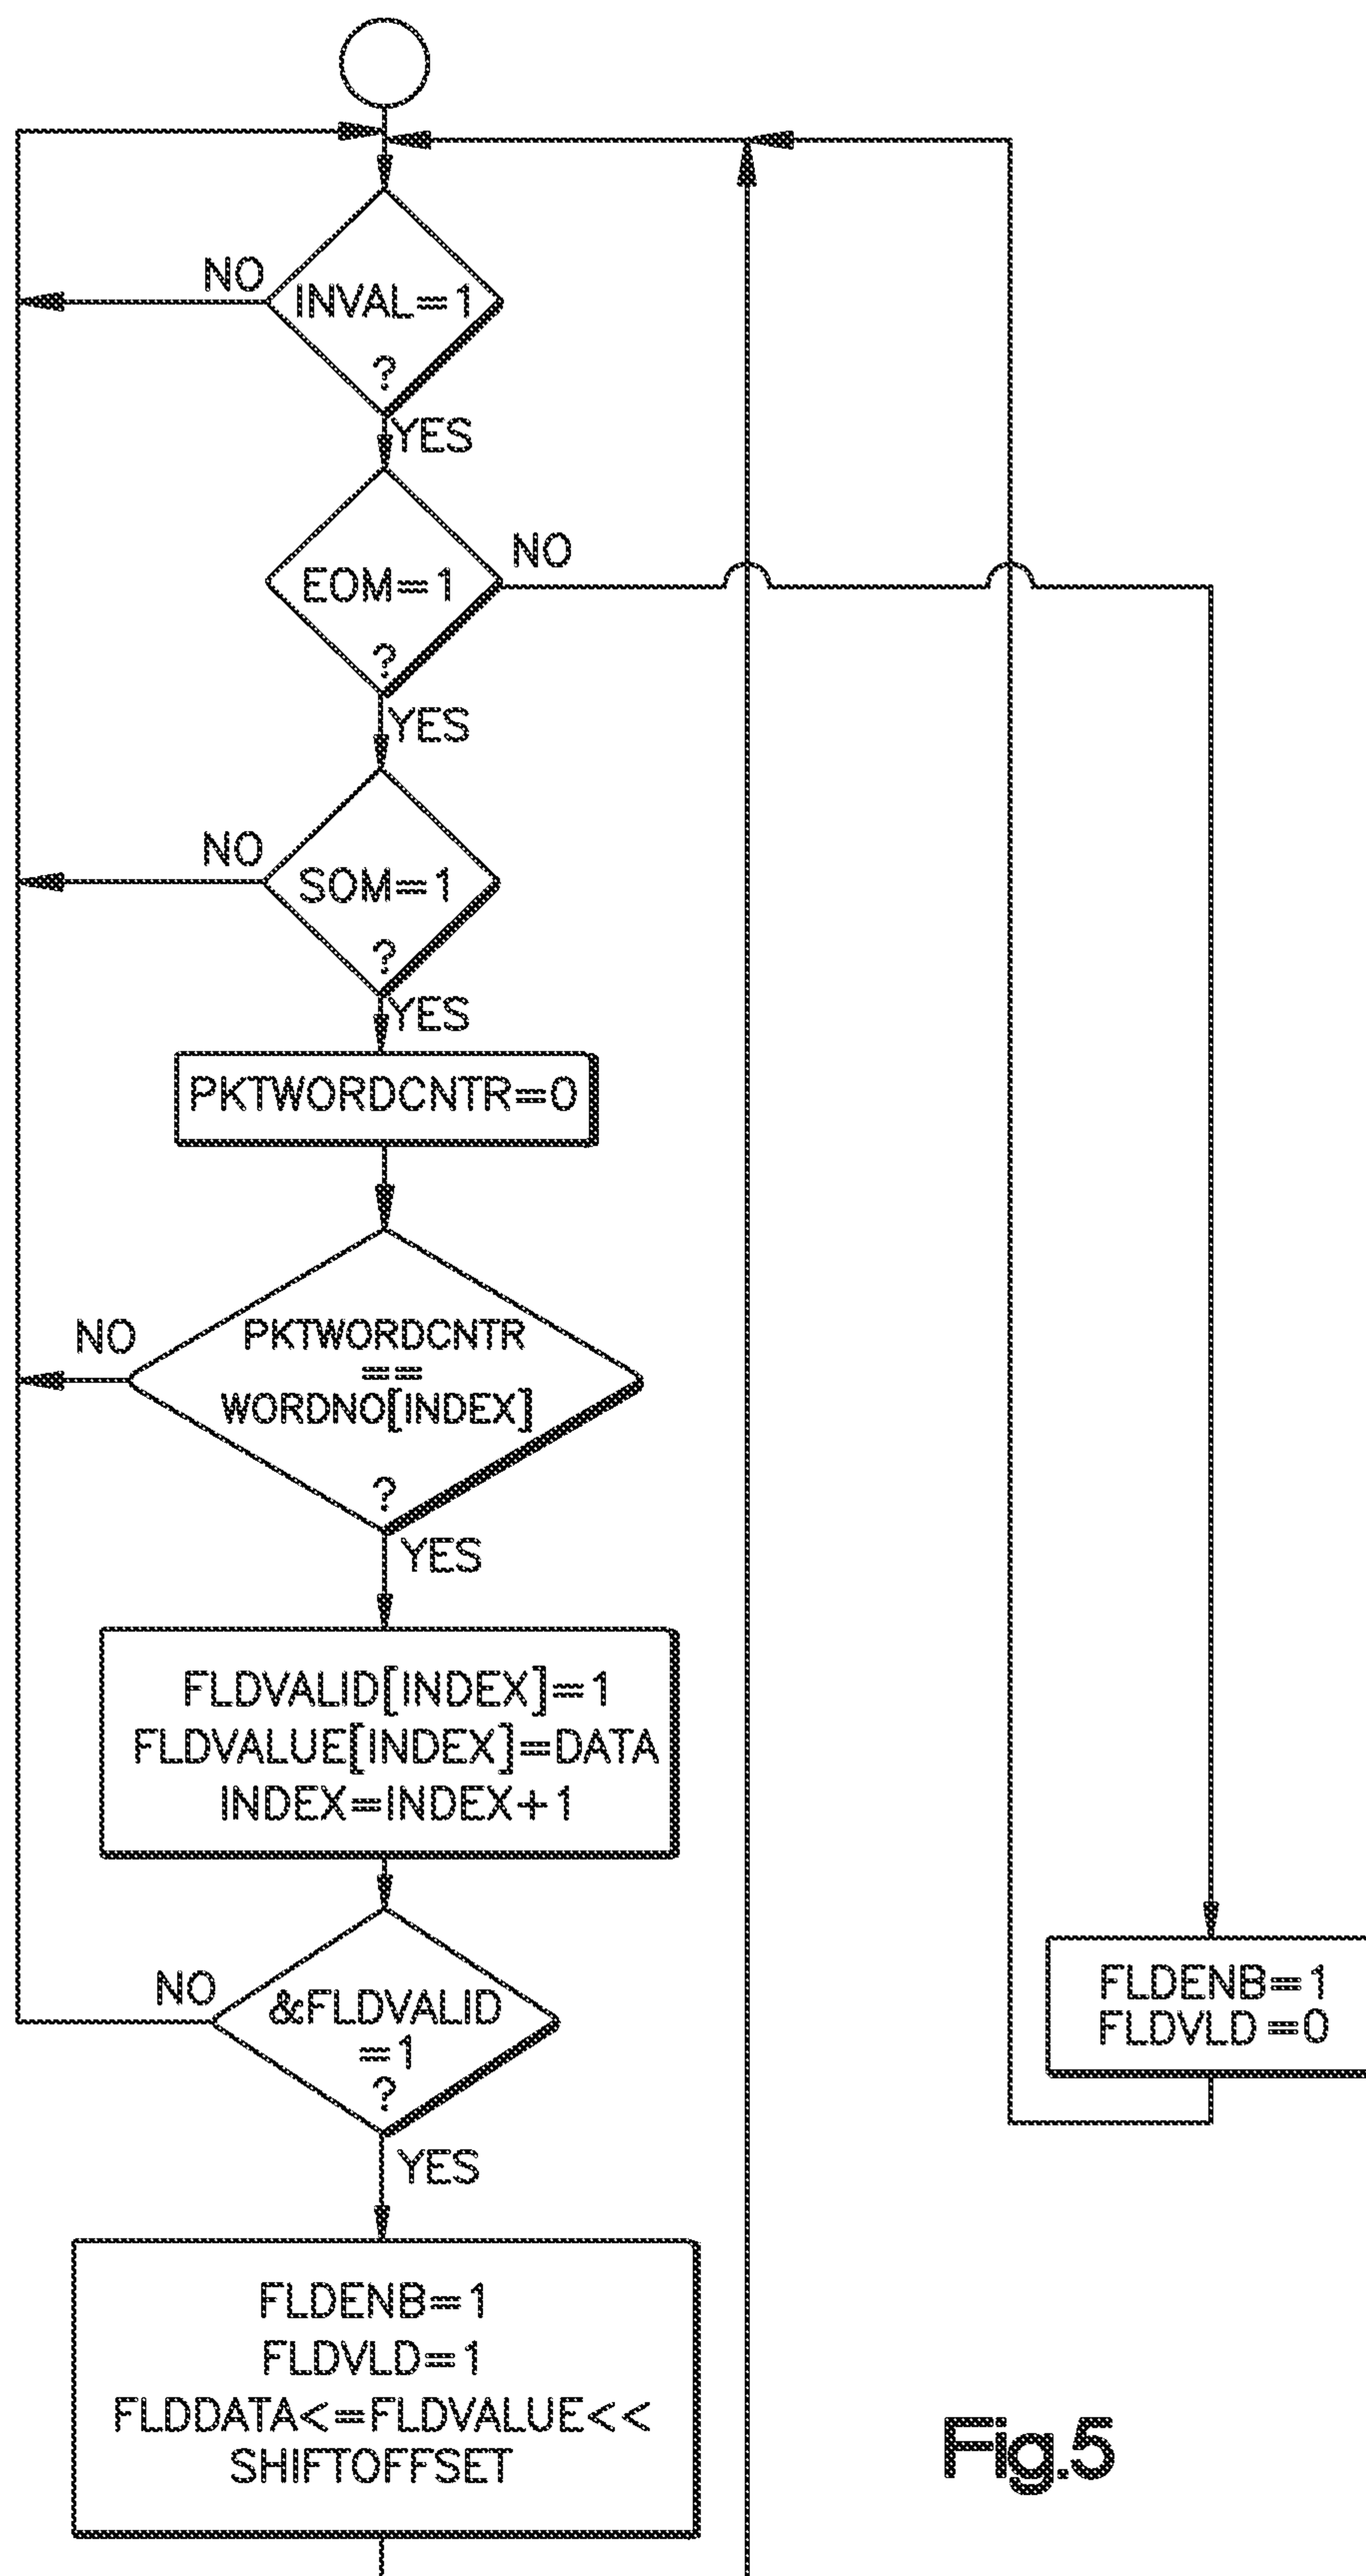 NO
INVAL=1
?
YES
NO
EOM=1
?
YES
NO
SOM=1
?
YES
PKTWORDCNTR=0
NO
PKTWORDCNTR
==
WORDNO[INDEX]
?
YES
FLDVALID[INDEX]=1
FLDVALUE[INDEX]=DATA
INDEX=INDEX+1
NO
&FLDVALID
=1
?
YES
FLDENB=1
FLDVLD=0
FLDENB=1
FLDVLD=1
FLDDATA<=FLDVALUE<<
SHIFTOFFSET
Fig.5